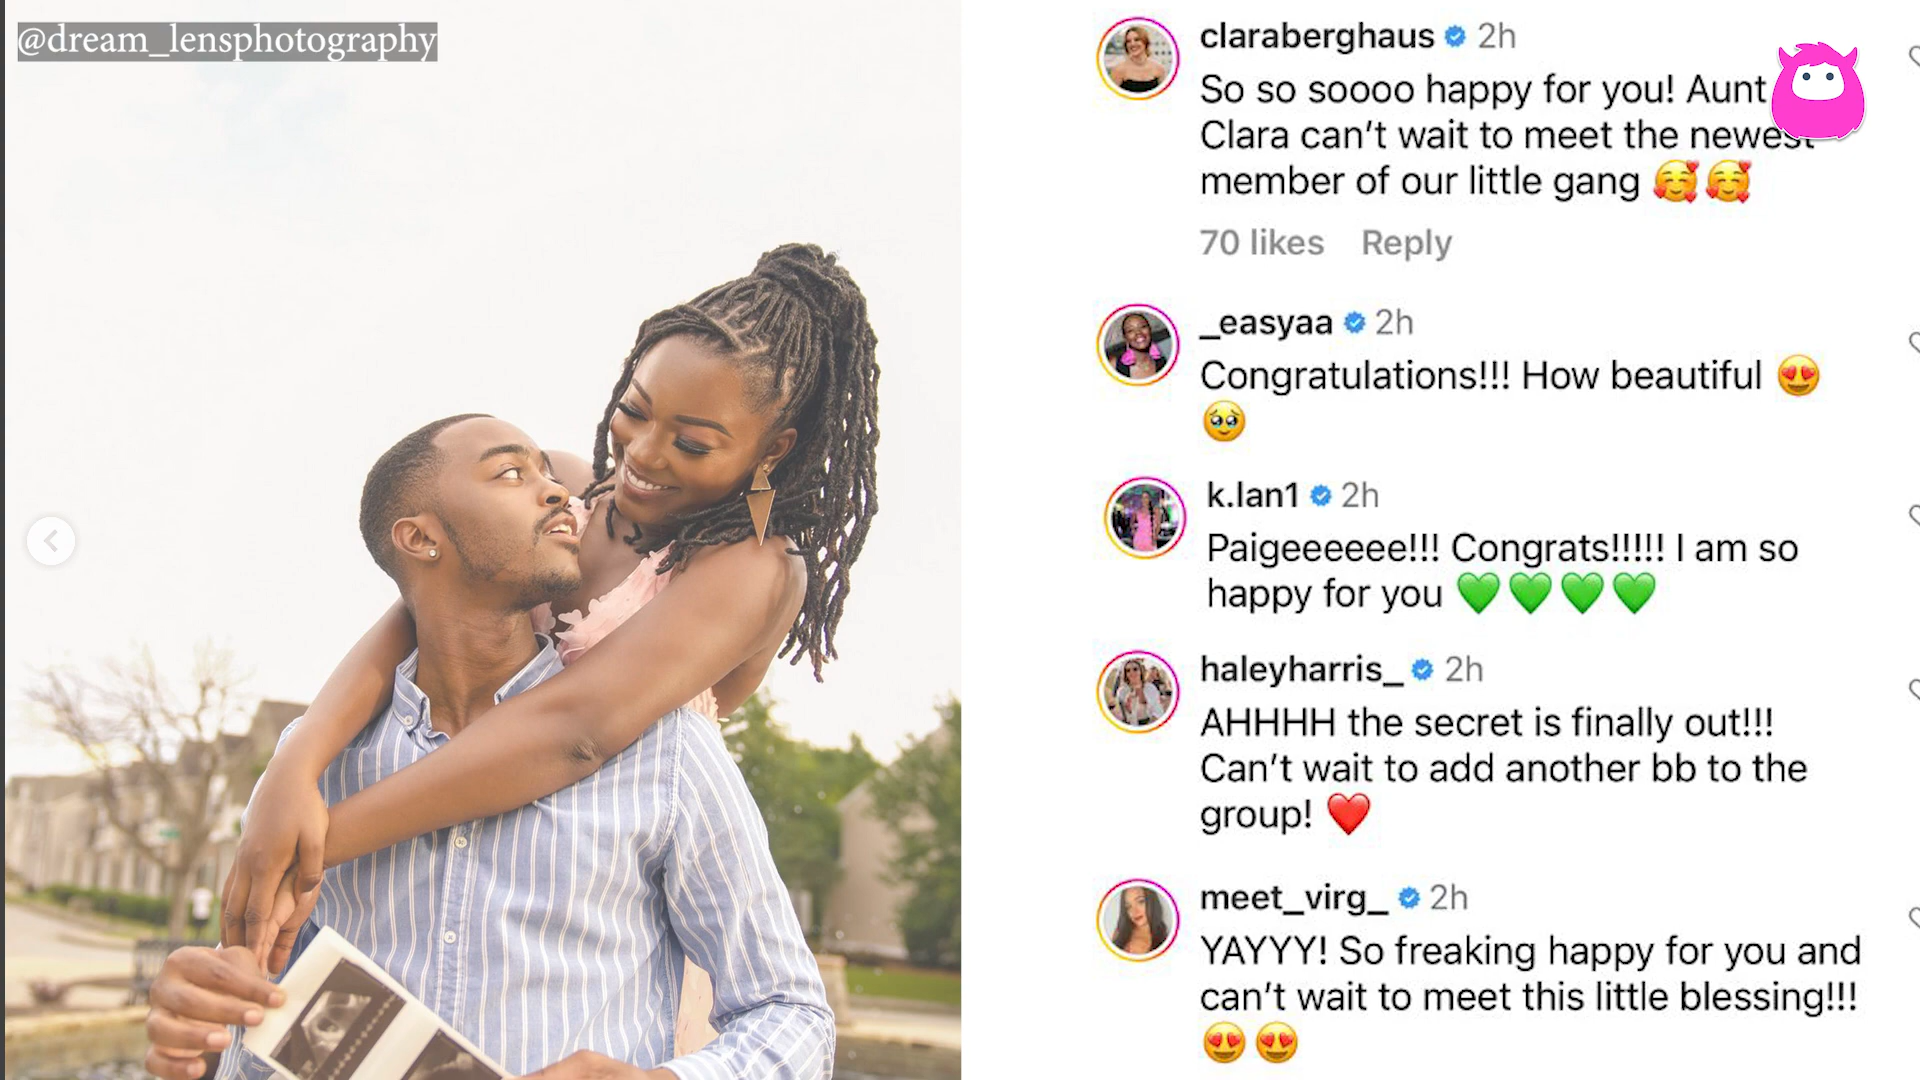 @dream_lensphotography
claraberghaus 2h
So so soooo happy for you! Aunt
Clara can't wait to meet the newest
member of our little gang 🥰🥰
70 likes Reply
_easyaa 2h
Congratulations!!! How beautiful 😍
🥹
k.lan1 2h
Paigeeeeee!!! Congrats!!!!! I am so
happy for you 💚💚💚💚
haleyharris_ 2h
AHHHH the secret is finally out!!!
Can't wait to add another bb to the
group! ❤️
meet_virg_ 2h
YAYYY! So freaking happy for you and
can't wait to meet this little blessing!!!
😍😍